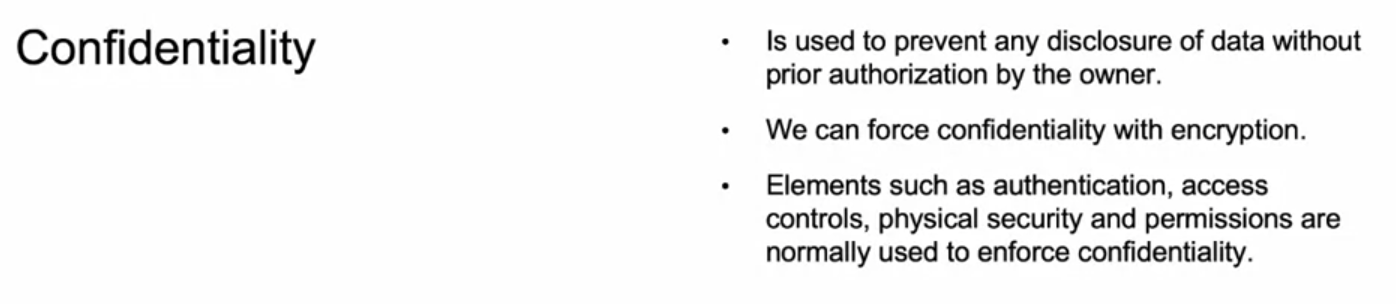 Confidentiality
• Is used to prevent any disclosure of data without
prior authorization by the owner.
• We can force confidentiality with encryption.
• Elements such as authentication, access
controls, physical security and permissions are
normally used to enforce confidentiality.